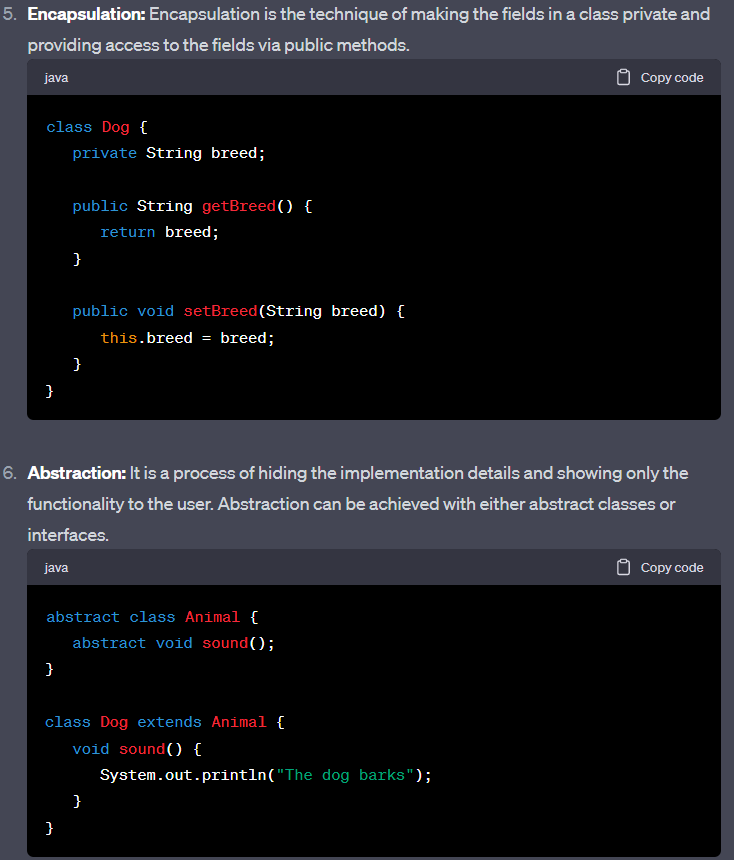 5. Encapsulation: Encapsulation is the technique of making the fields in a class private and
providing access to the fields via public methods.
java Copy code
class Dog {
   private String breed;
   public String getBreed() {
      return breed;
   }
   public void setBreed(String breed) {
      this.breed = breed;
   }
}
6. Abstraction: It is a process of hiding the implementation details and showing only the
functionality to the user. Abstraction can be achieved with either abstract classes or
interfaces.
java Copy code
abstract class Animal {
   abstract void sound();
}
class Dog extends Animal {
   void sound() {
      System.out.println("The dog barks");
   }
}